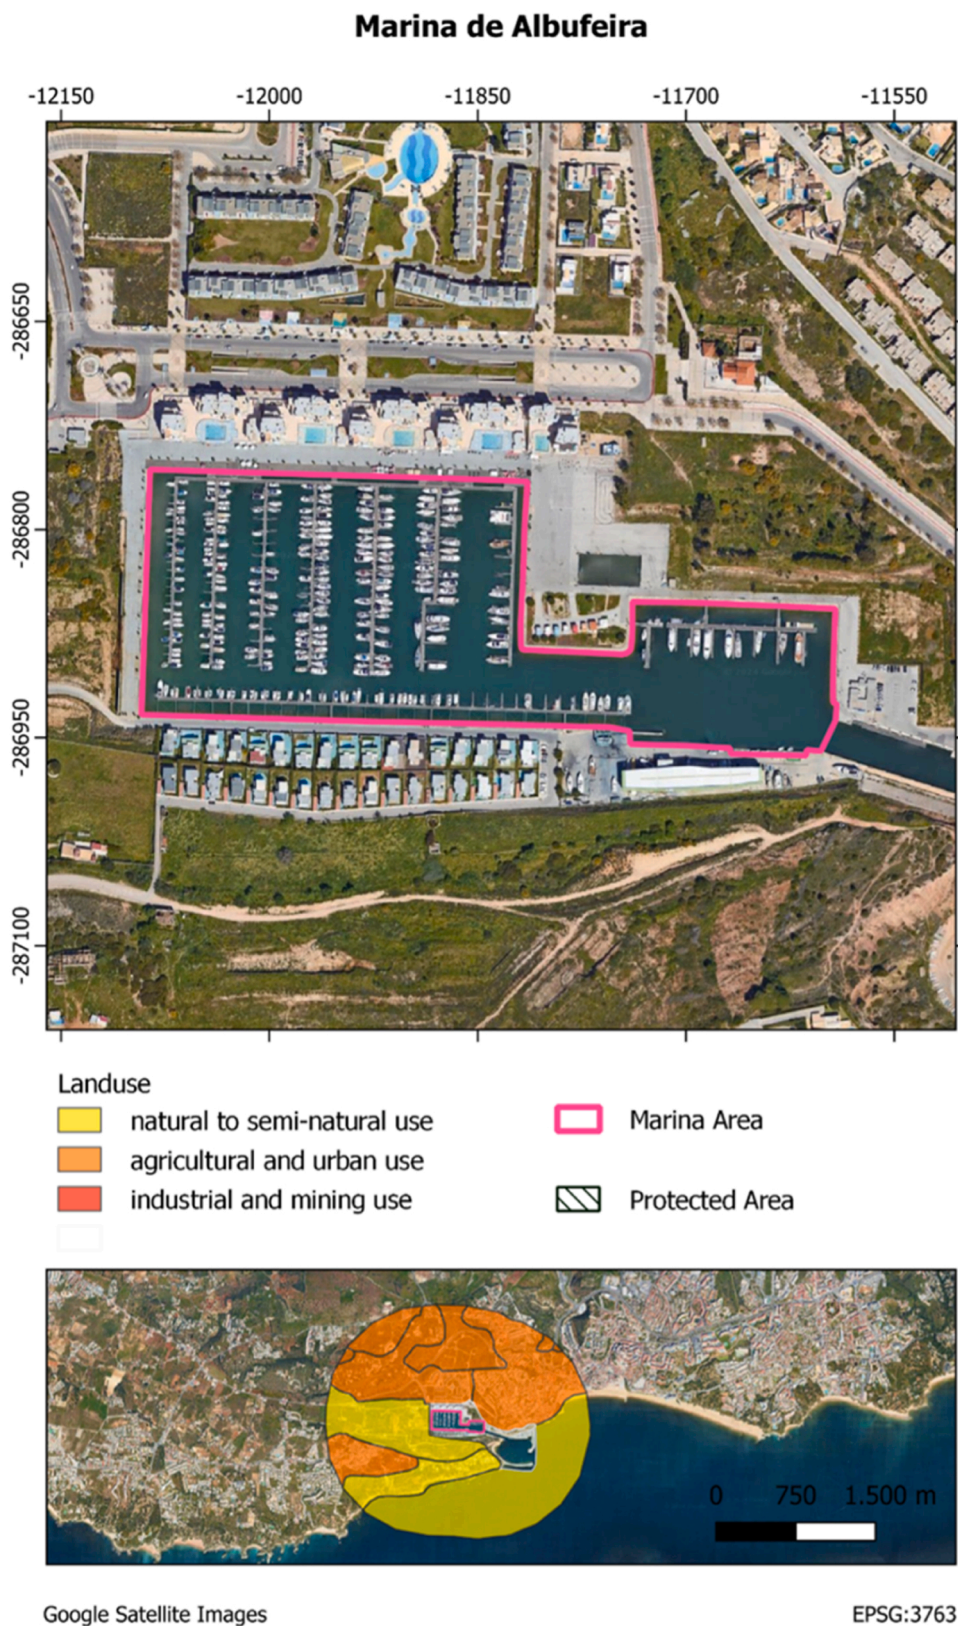 Marina de Albufeira
-12150 -12000 -11850 -11700 -11550
-286650
-286800
-286950
-287100
Landuse
natural to semi-natural use
agricultural and urban use
industrial and mining use
Marina Area
Protected Area
0 750 1.500 m
Google Satellite Images
EPSG:3763